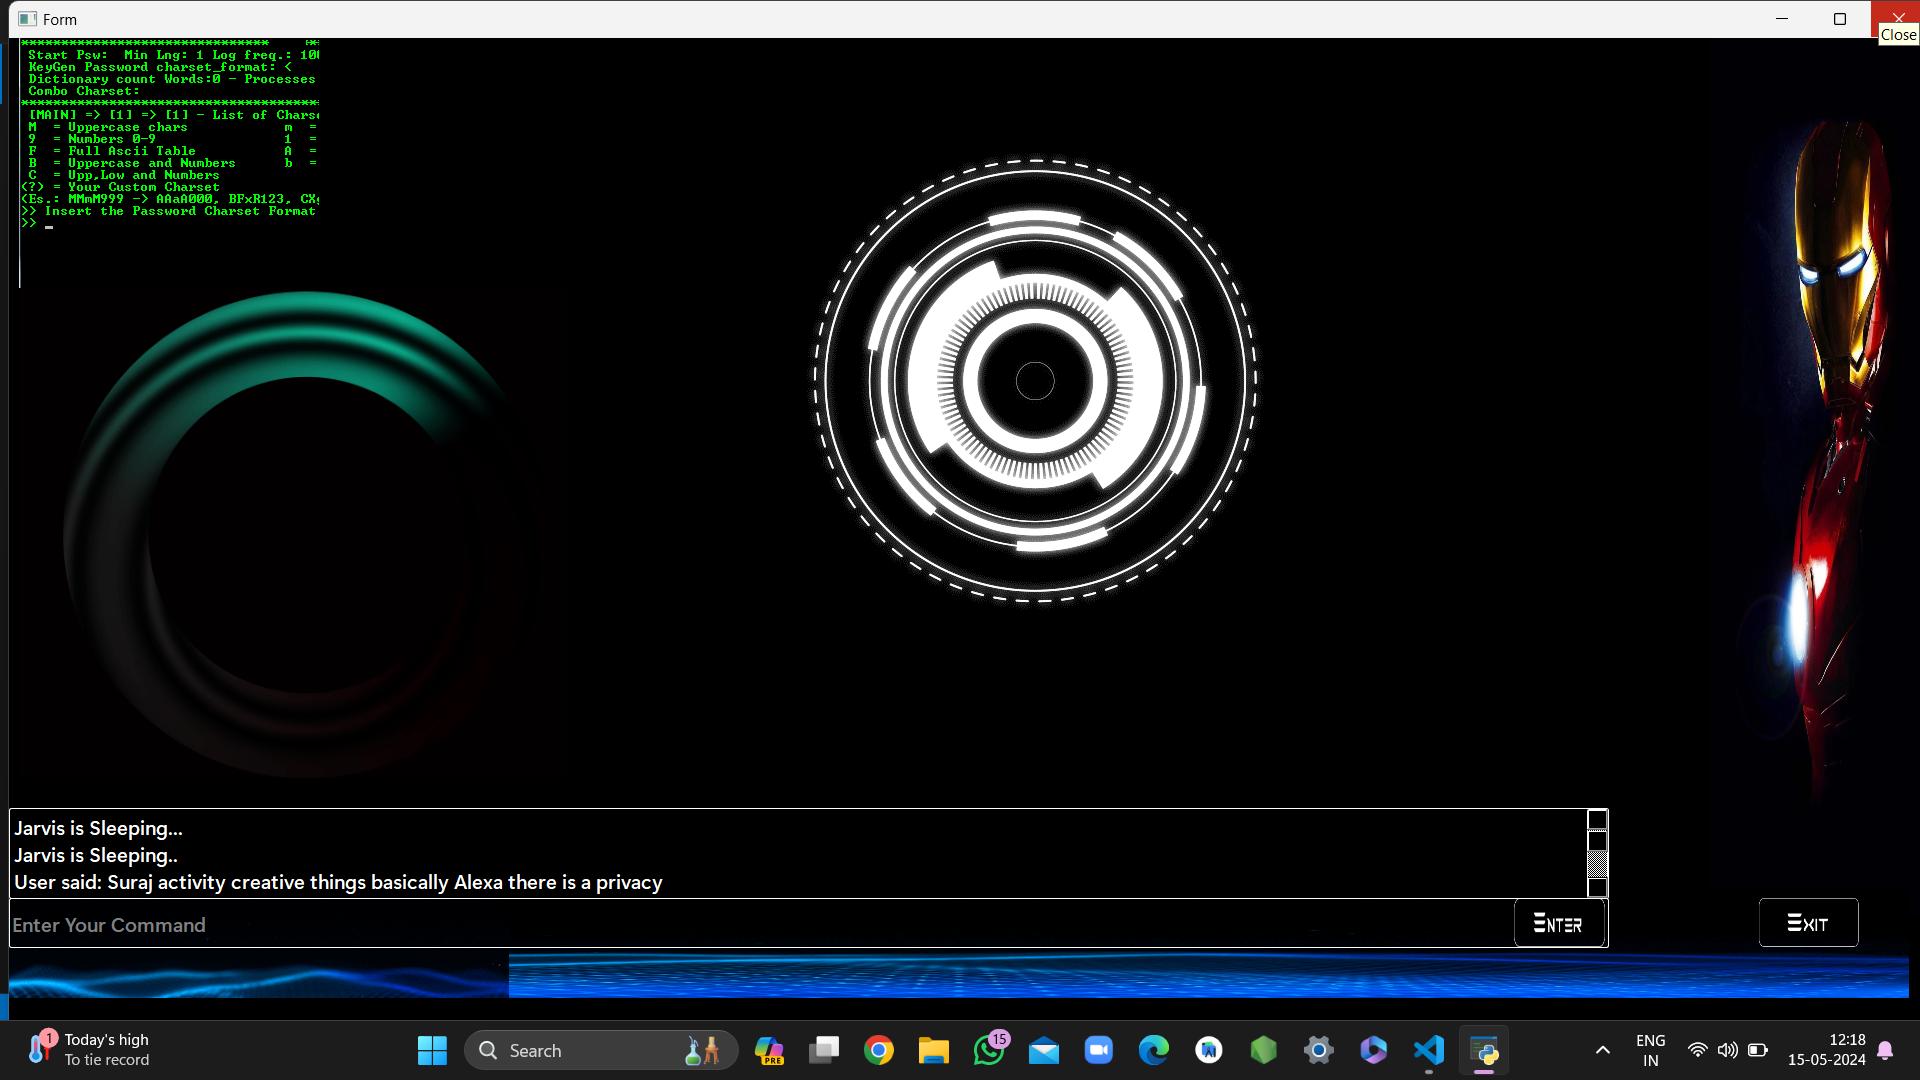 Form
Close
Start Psw: Min Lng: 1 Log freq.: 10
KeyGen Password charset_format: <
Dictionary count Words:0 - Processes
Combo Charset:
[MAIN] => [1] => [1] - List of Chars
M = Uppercase chars m =
9 = Numbers 0-9 1 =
F = Full Ascii Table A =
B = Uppercase and Numbers b =
C = Upp,Low and Numbers
(?) = Your Custom Charset
(Es.: MMmM999 -> AAaA000, BFxR123, CX
>> Insert the Password Charset Format
>> _
Jarvis is Sleeping...
Jarvis is Sleeping..
User said: Suraj activity creative things basically Alexa there is a privacy
Enter Your Command
ENTER
EXIT
1
Today's high
To tie record
Search
PRE
15
ENG
IN
12:18
15-05-2024